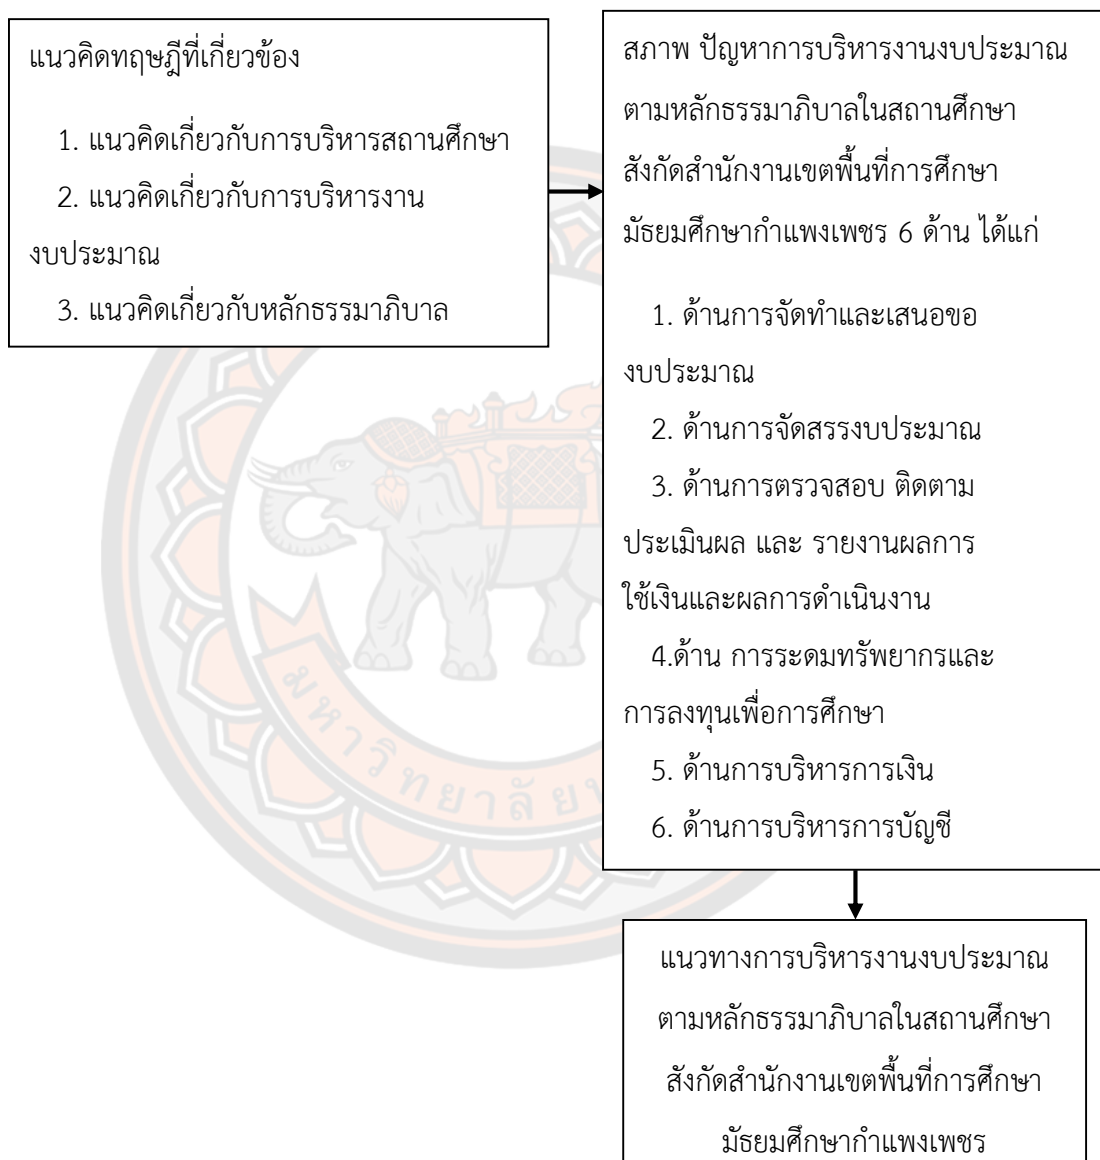 แนวคิดทฤษฎีที่เกี่ยวข้อง
1. แนวคิดเกี่ยวกับการบริหารสถานศึกษา
2. แนวคิดเกี่ยวกับการบริหารงาน
งบประมาณ
3. แนวคิดเกี่ยวกับหลักธรรมาภิบาล
สภาพ ปัญหาการบริหารงานงบประมาณ
ตามหลักธรรมาภิบาลในสถานศึกษา
สังกัดสำนักงานเขตพื้นที่การศึกษา
มัธยมศึกษากำแพงเพชร 6 ด้าน ได้แก่
1. ด้านการจัดทำและเสนอขอ
งบประมาณ
2. ด้านการจัดสรรงบประมาณ
3. ด้านการตรวจสอบ ติดตาม
ประเมินผล และ รายงานผลการ
ใช้เงินและผลการดำเนินงาน
4.ด้าน การระดมทรัพยากรและ
การลงทุนเพื่อการศึกษา
5. ด้านการบริหารการเงิน
6. ด้านการบริหารการบัญชี
แนวทางการบริหารงานงบประมาณ
ตามหลักธรรมาภิบาลในสถานศึกษา
สังกัดสำนักงานเขตพื้นที่การศึกษา
มัธยมศึกษากำแพงเพชร